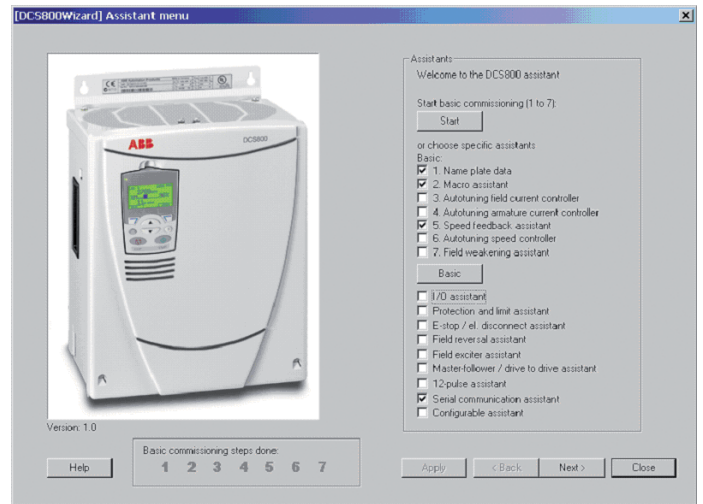 [DCS800Wizard] Assistant menu
ABB
DCS800
Version: 1.0
Help
Basic commissioning steps done:
1 2 3 4 5 6 7
Assistants
Welcome to the DCS800 assistant
Start basic commissioning (1 to 7):
Start
or choose specific assistants
Basic:
1. Name plate data
2. Macro assistant
3. Autotuning field current controller
4. Autotuning armature current controller
5. Speed feedback assistant
6. Autotuning speed controller
7. Field weakening assistant
Basic
I/O assistant
Protection and limit assistant
E-stop / el. disconnect assistant
Field reversal assistant
Field exciter assistant
Master-follower / drive to drive assistant
12-pulse assistant
Serial communication assistant
Configurable assistant
Apply
< Back
Next >
Close